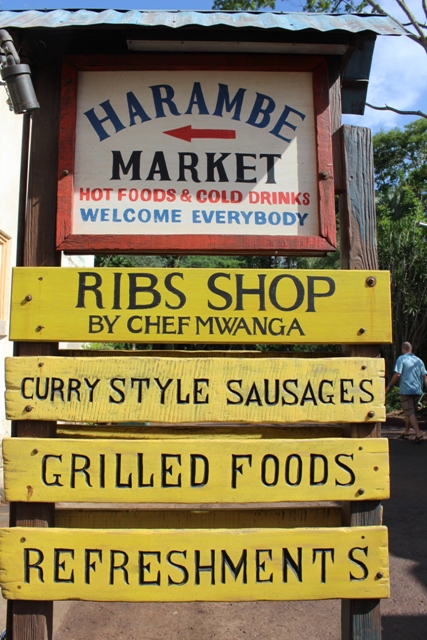 HARAMBE
MARKET
HOT FOODS & COLD DRINKS
WELCOME EVERYBODY
RIBS SHOP
BY CHEF MWANGA
CURRY STYLE SAUSAGES
GRILLED FOODS
REFRESHMENTS